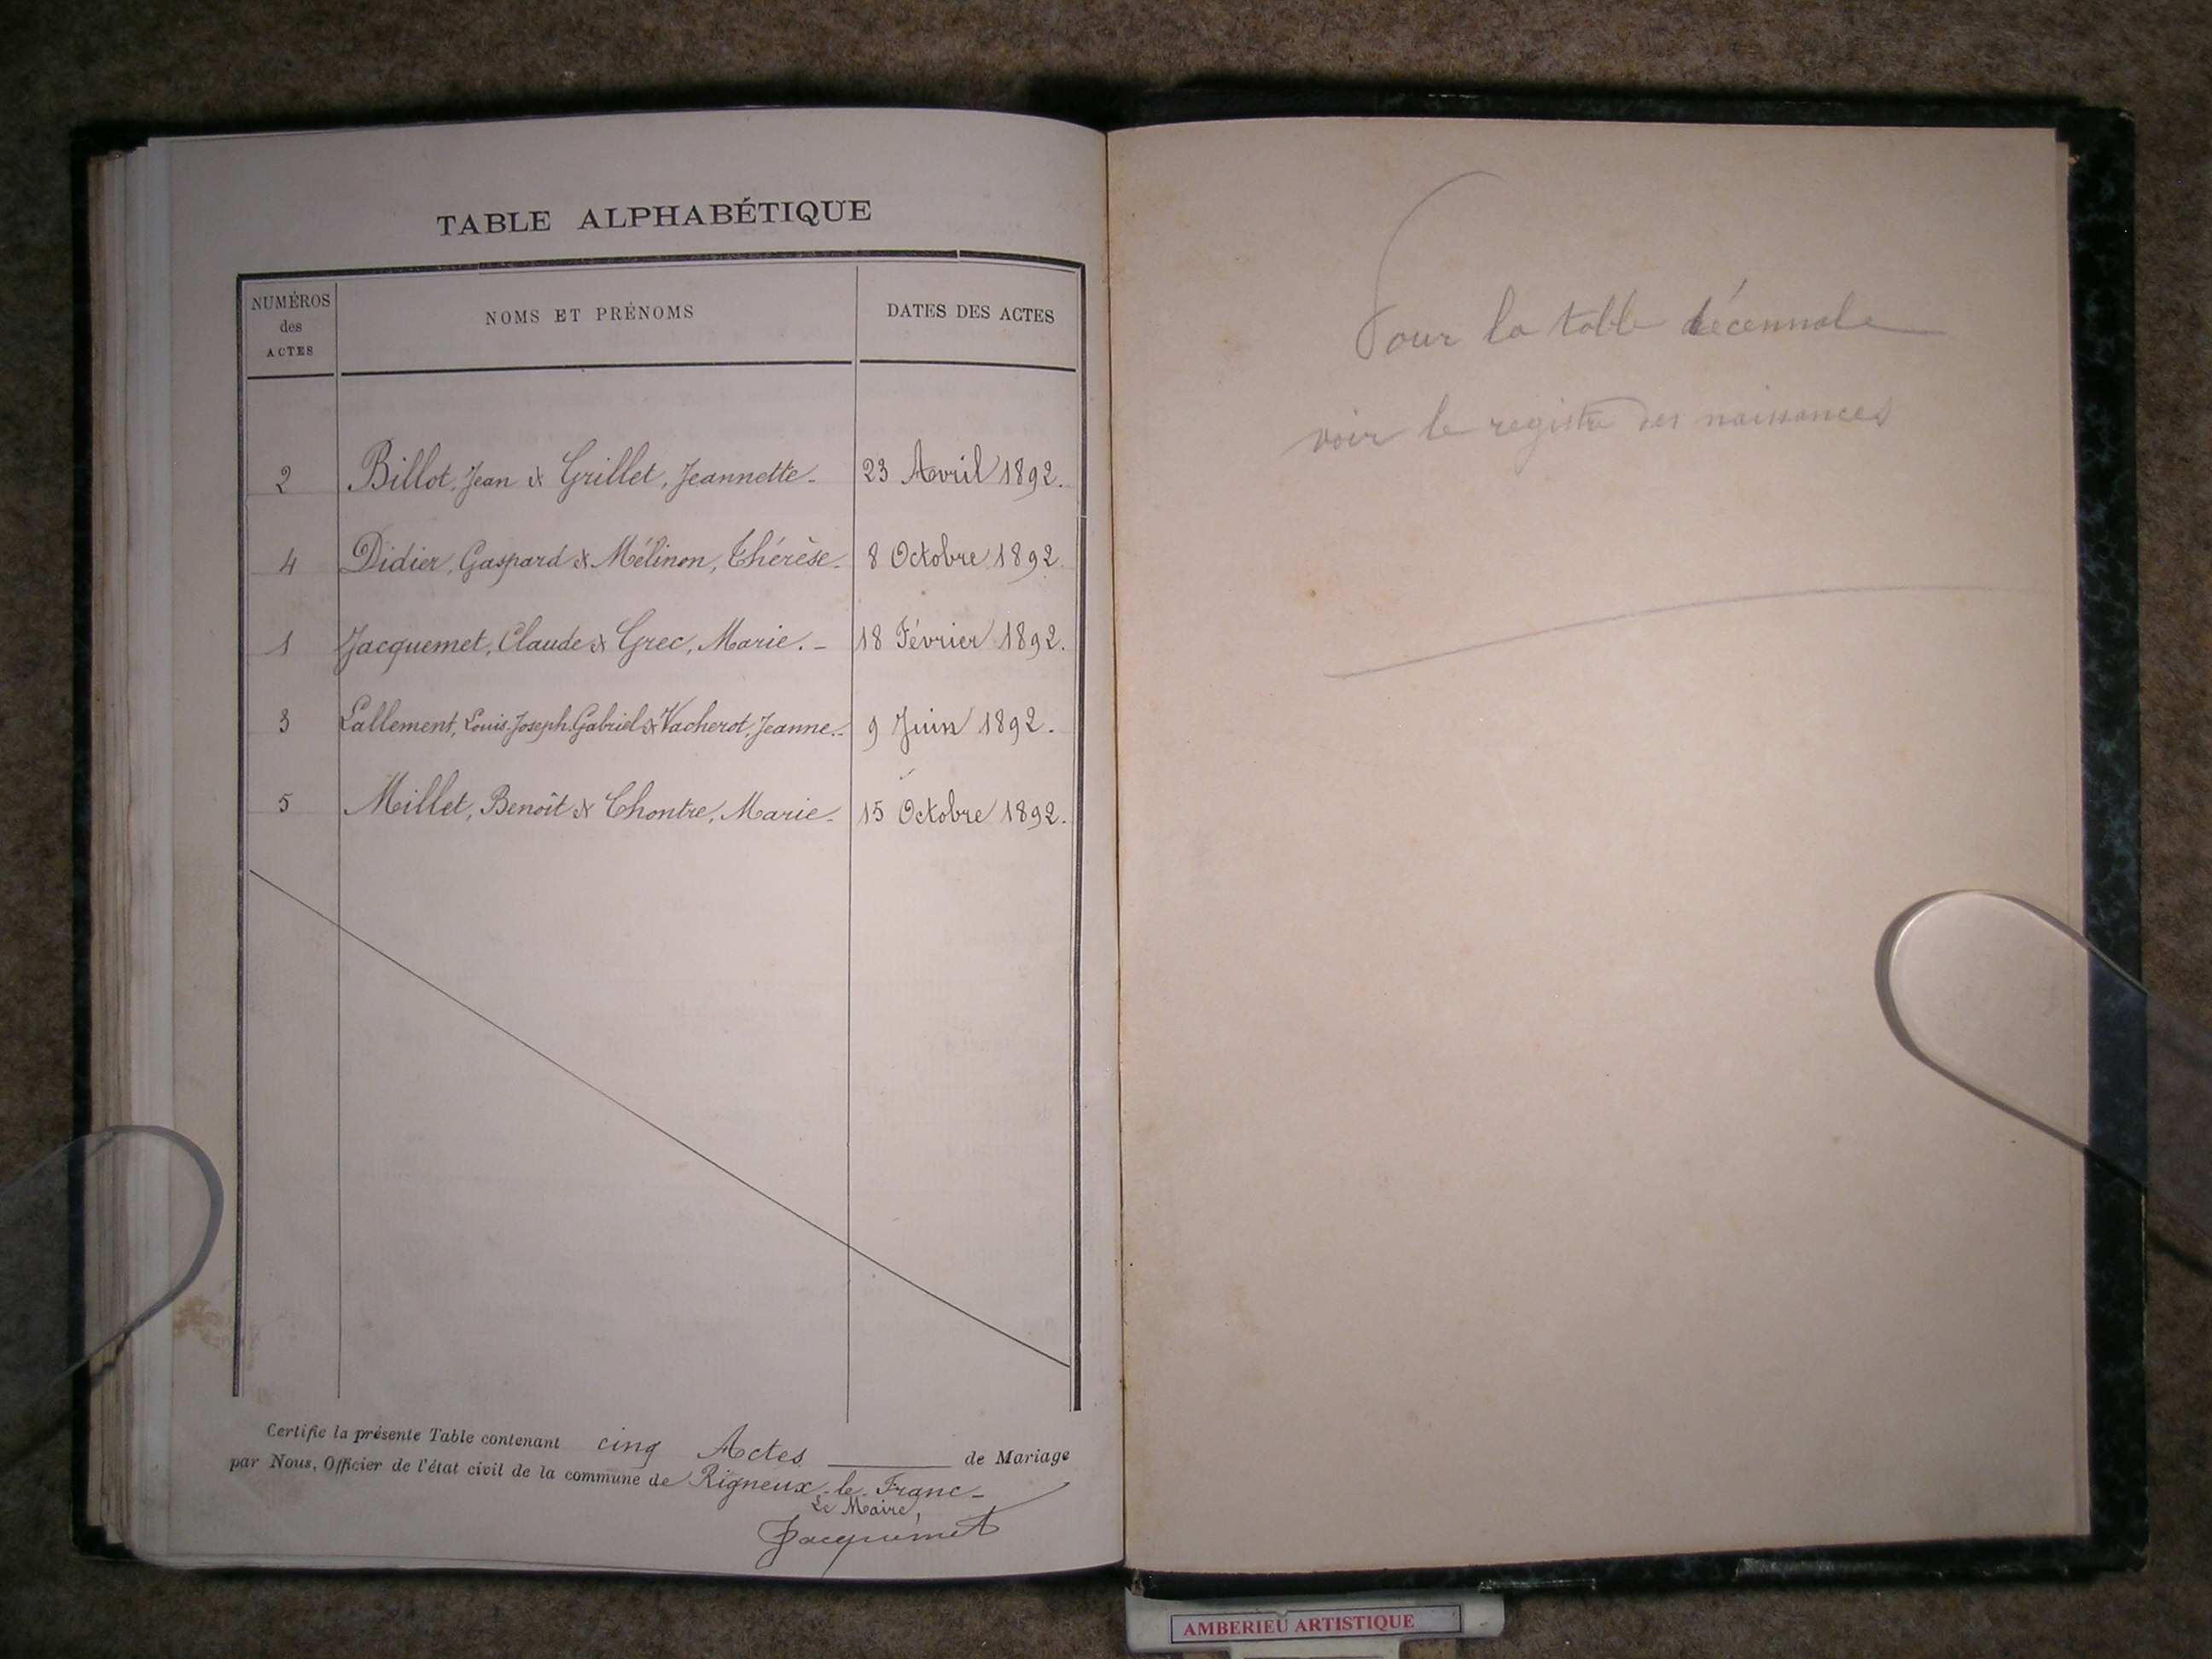 TABLE ALPHABÉTIQUE
NUMÉROS des ACTES NOMS ET PRÉNOMS DATES DES ACTES
2 Billot, Jean & Grillet, Jeannette. 23 Avril 1892.
4 Didier, Gaspard & Mélinon, Thérèse. 8 Octobre 1892.
1 Jacquemet, Claude & Grec, Marie. 18 Février 1892.
3 Lallement, Louis, Joseph, Gabriel & Vacherot, Jeanne. 9 Juin 1892.
5 Millet, Benoît & Chontre, Marie. 15 Octobre 1892.
Certifie la présente Table contenant cinq Actes de Mariage
par Nous, Officier de l'état civil de la commune de Rigneux-le-Franc
Le Maire,
Jacquemet
Pour la table décennale
voir le registre des naissances
AMBERIEU ARTISTIQUE